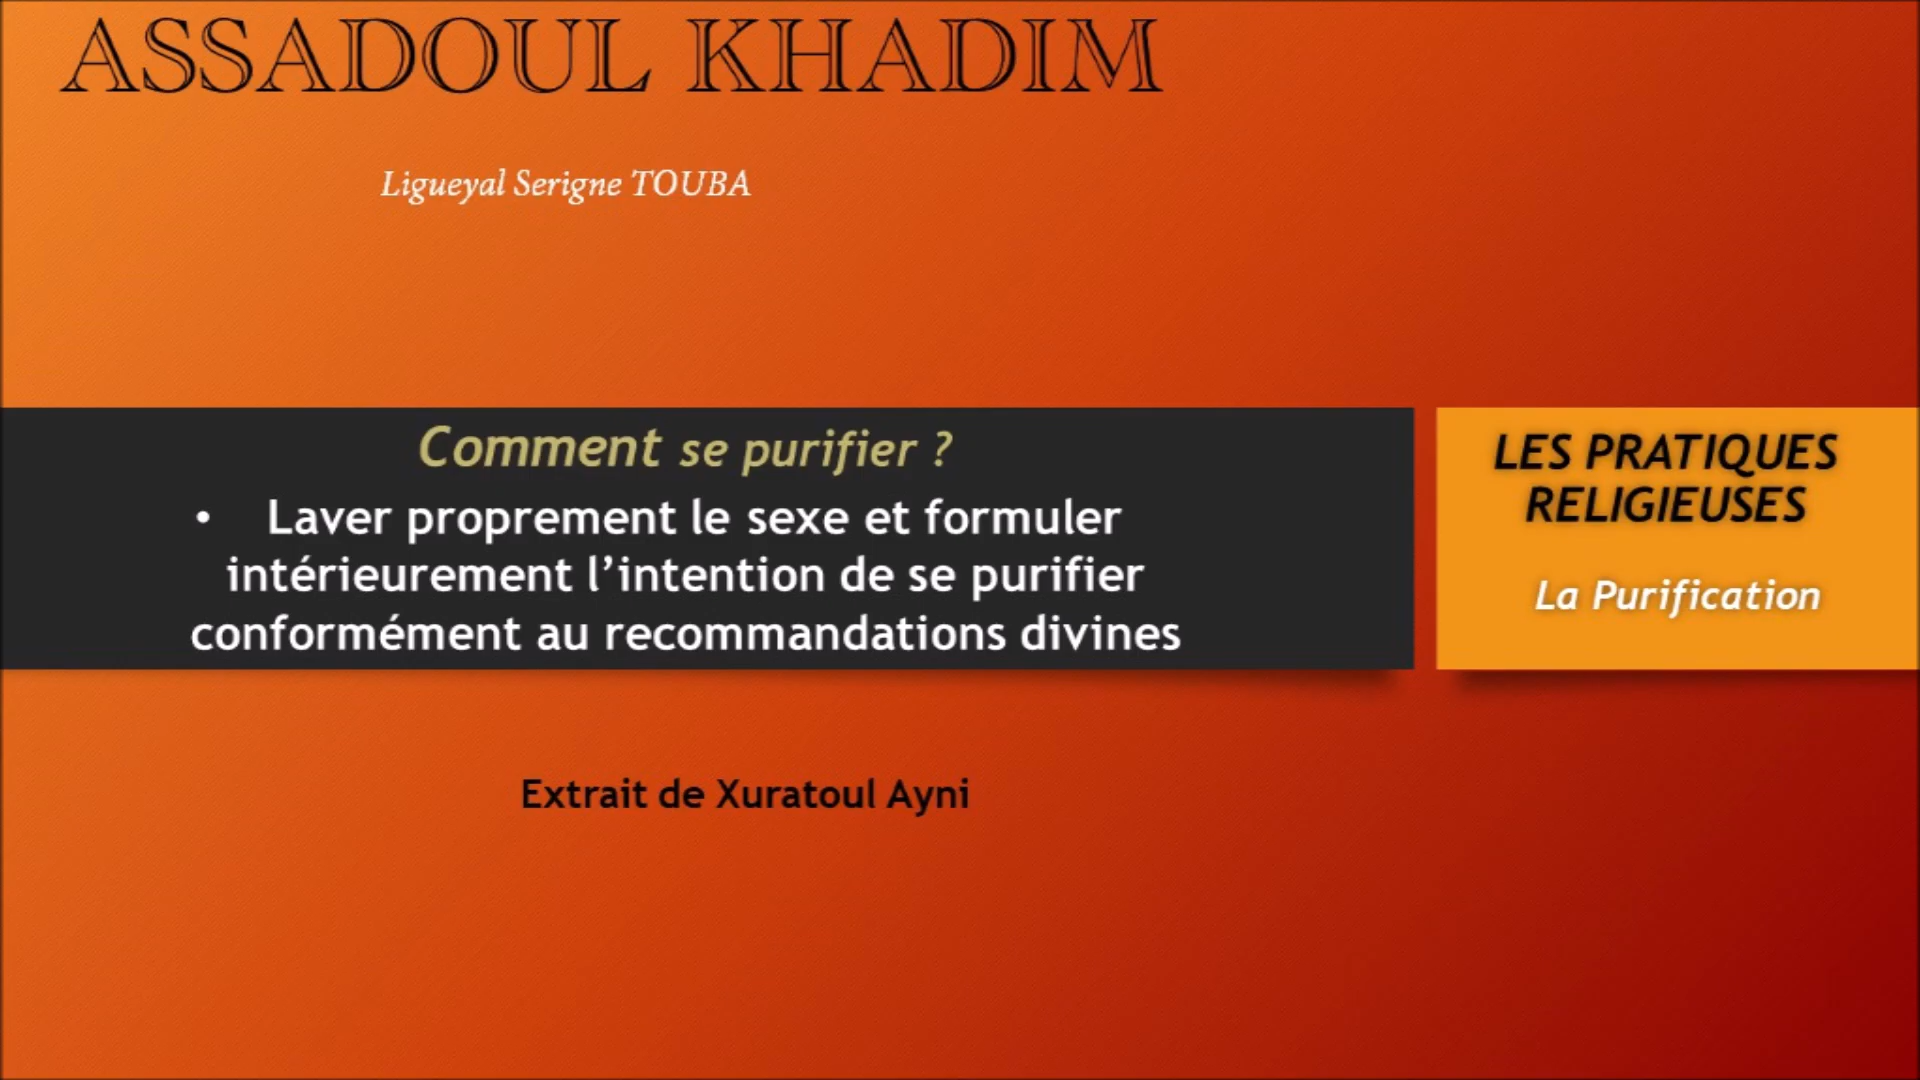 ASSADOUL KHADIM
Ligueyal Serigne TOUBA
Comment se purifier ?
• Laver proprement le sexe et formuler
intérieurement l’intention de se purifier
conformément au recommandations divines
LES PRATIQUES
RELIGIEUSES
La Purification
Extrait de Xuratoul Ayni